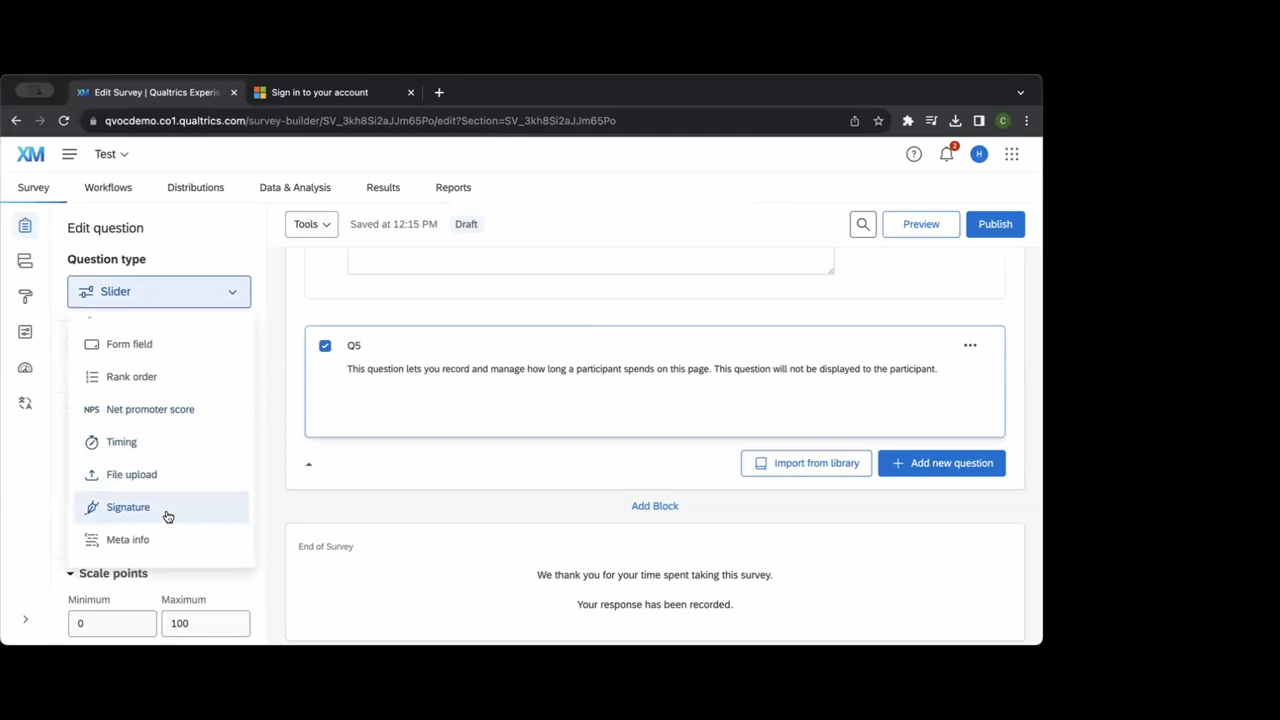 XM Edit Survey | Qualtrics Experie
Sign in to your account
qvocdemo.co1.qualtrics.com/survey-builder/SV_3kh8Si2aJJm65Po/edit?Section=SV_3kh8Si2aJJm65Po
C
XM
Test
2
H
Survey
Workflows
Distributions
Data & Analysis
Results
Reports
Edit question
Tools
Saved at 12:15 PM
Draft
Preview
Publish
Question type
Slider
Form field
Rank order
NPS Net promoter score
Timing
File upload
Signature
Meta info
Scale points
Minimum
Maximum
0
100
Q5
This question lets you record and manage how long a participant spends on this page. This question will not be displayed to the participant.
Import from library
Add new question
Add Block
End of Survey
We thank you for your time spent taking this survey.
Your response has been recorded.